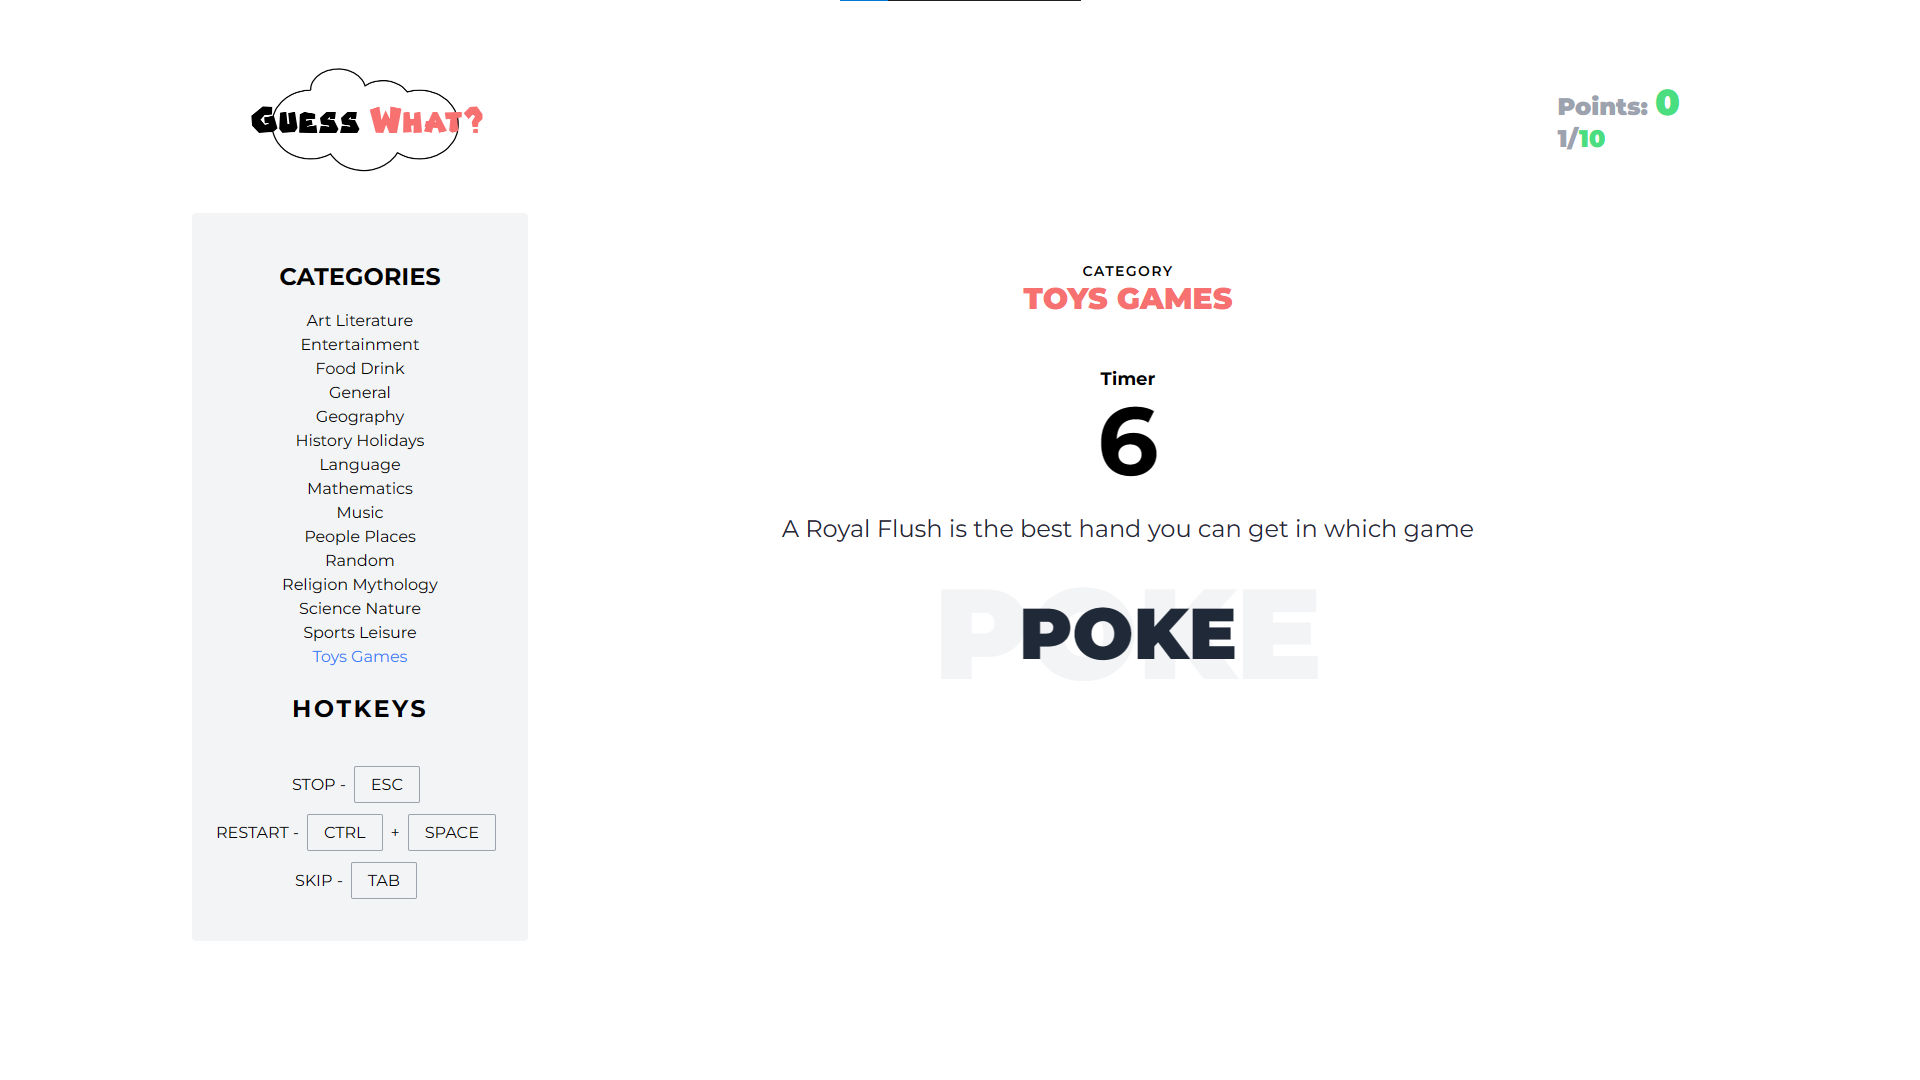 GUESS WHAT?
Points: 0
1/10
CATEGORIES
Art Literature
Entertainment
Food Drink
General
Geography
History Holidays
Language
Mathematics
Music
People Places
Random
Religion Mythology
Science Nature
Sports Leisure
Toys Games
HOTKEYS
STOP - ESC
RESTART - CTRL + SPACE
SKIP - TAB
CATEGORY
TOYS GAMES
Timer
6
A Royal Flush is the best hand you can get in which game
POKE
POKE